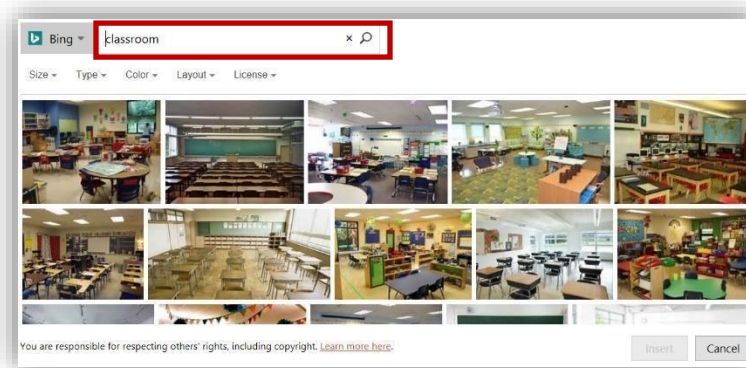 Bing classroom ×
Size Type Color Layout License
You are responsible for respecting others' rights, including copyright. Learn more here. Insert Cancel